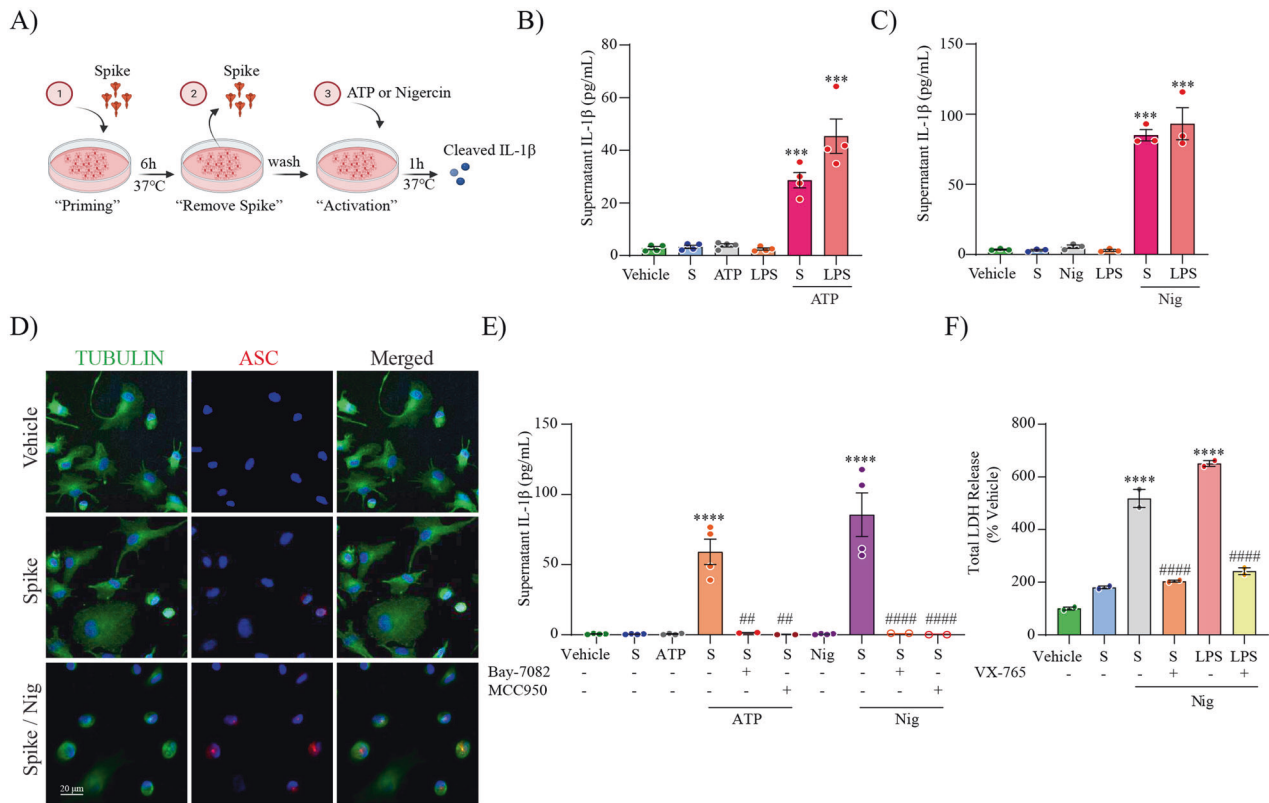 A)
Spike
Spike
1
2
3
ATP or Nigercin
Cleaved IL-1β
6h
37°C
wash
1h
37°C
“Priming”
“Remove Spike”
“Activation”
B)
Supernatant IL-1β (pg/mL)
80
60
40
20
0
***
***
Vehicle S ATP LPS S LPS
ATP
C)
Supernatant IL-1β (pg/mL)
150
100
50
0
***
***
Vehicle S Nig LPS S LPS
Nig
D)
TUBULIN ASC Merged
Vehicle
Spike
Spike / Nig
20 μm
E)
Supernatant IL-1β (pg/mL)
150
100
50
0
**** ## ## **** #### ####
Vehicle S ATP S S S Nig S S S
Bay-7082 - - - - + - - - + -
MCC950 - - - - - + - - - +
ATP Nig
F)
Total LDH Release
(% Vehicle)
800
600
400
200
0
**** #### **** ####
Vehicle S S S LPS LPS
VX-765 - - - + - +
Nig